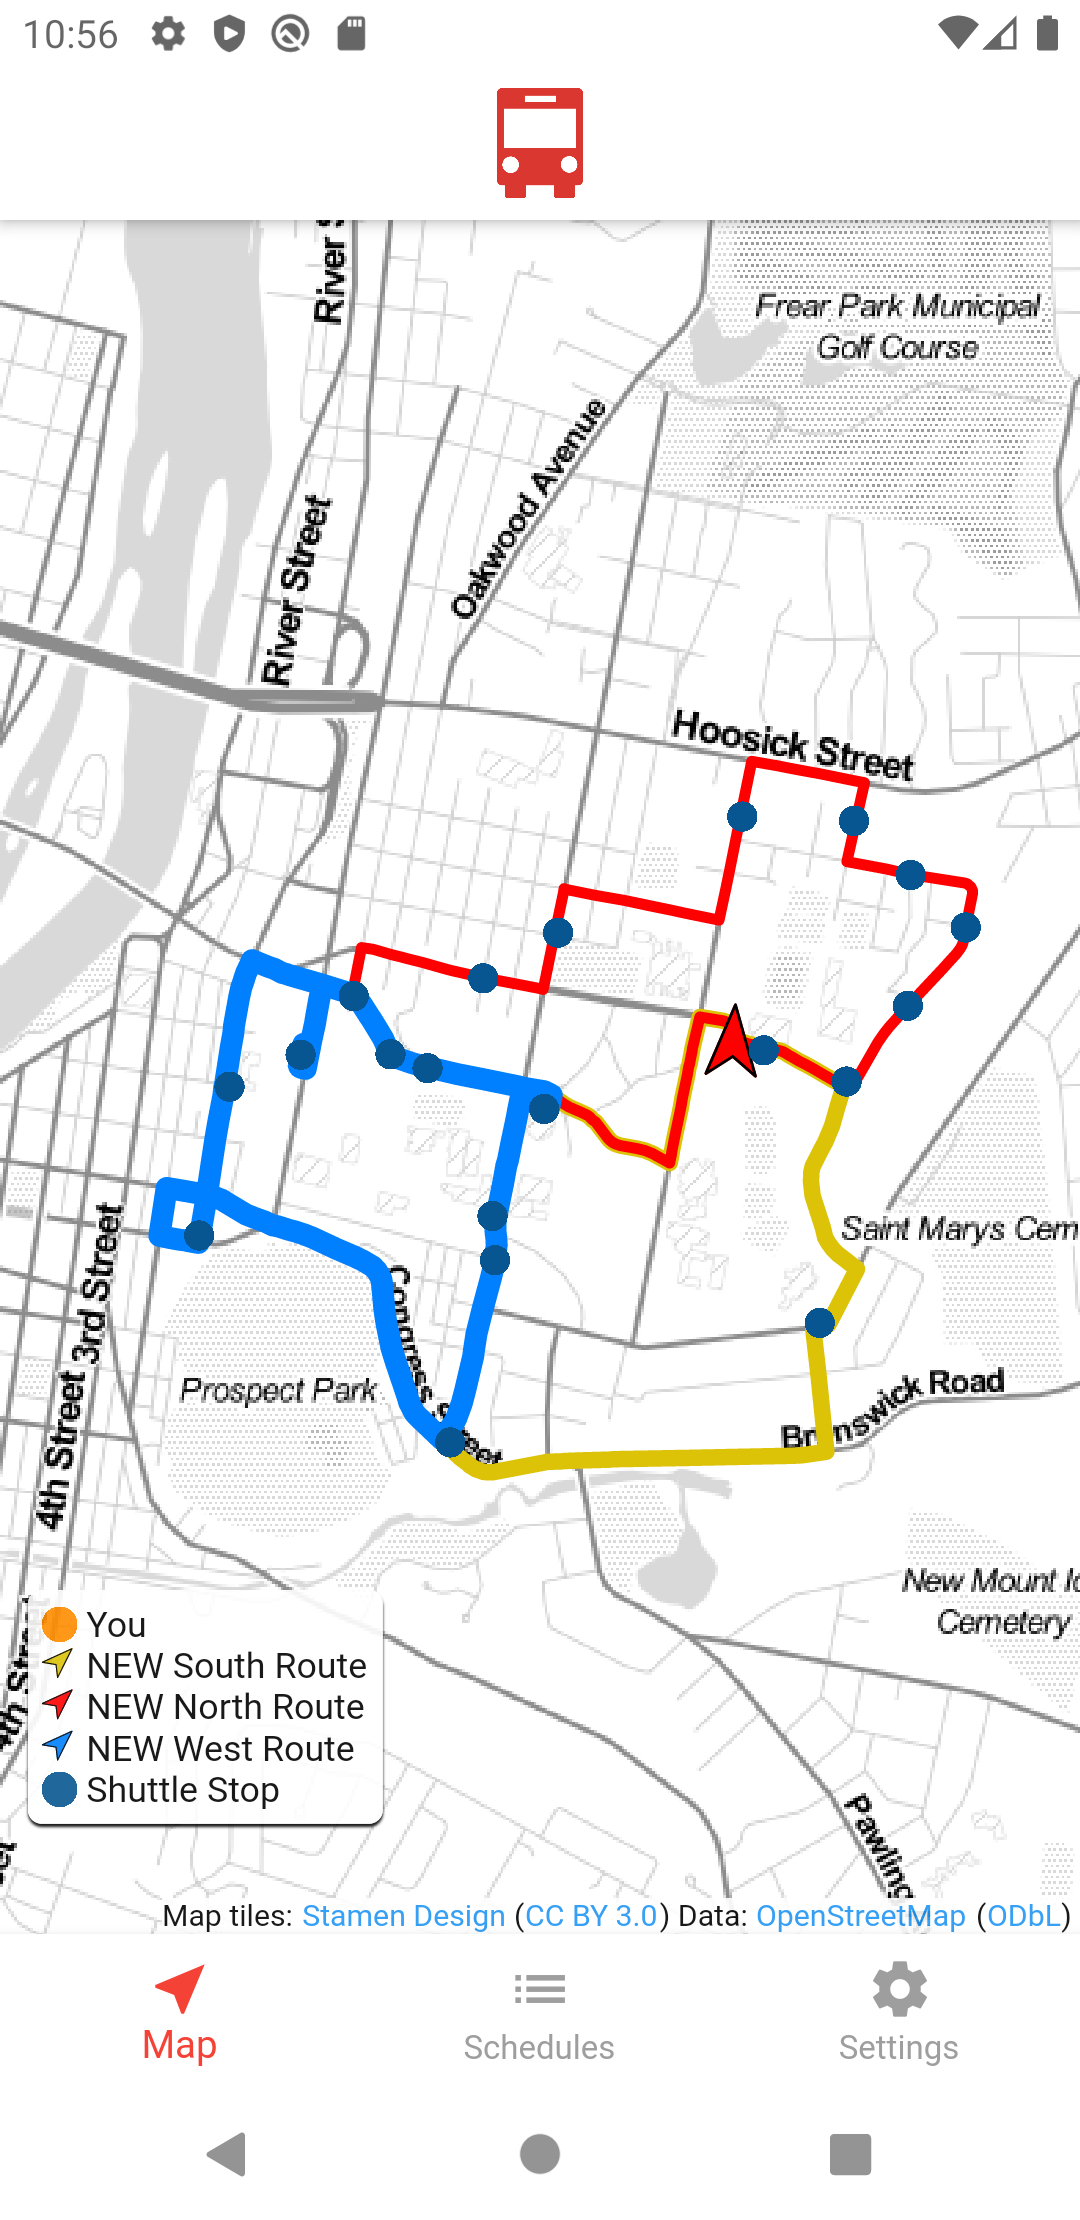 10:56
River S
Frear Park Municipal
Golf Course
Oakwood Avenue
River Street
Hoosick Street
Saint Marys Cem
3rd Street
Congress Street
Prospect Park
Brunswick Road
4th Street
New Mount Ic
Cemetery
4th Street
You
NEW South Route
NEW North Route
NEW West Route
Shuttle Stop
Pawling
Map tiles: Stamen Design (CC BY 3.0) Data: OpenStreetMap (ODbL)
Map
Schedules
Settings